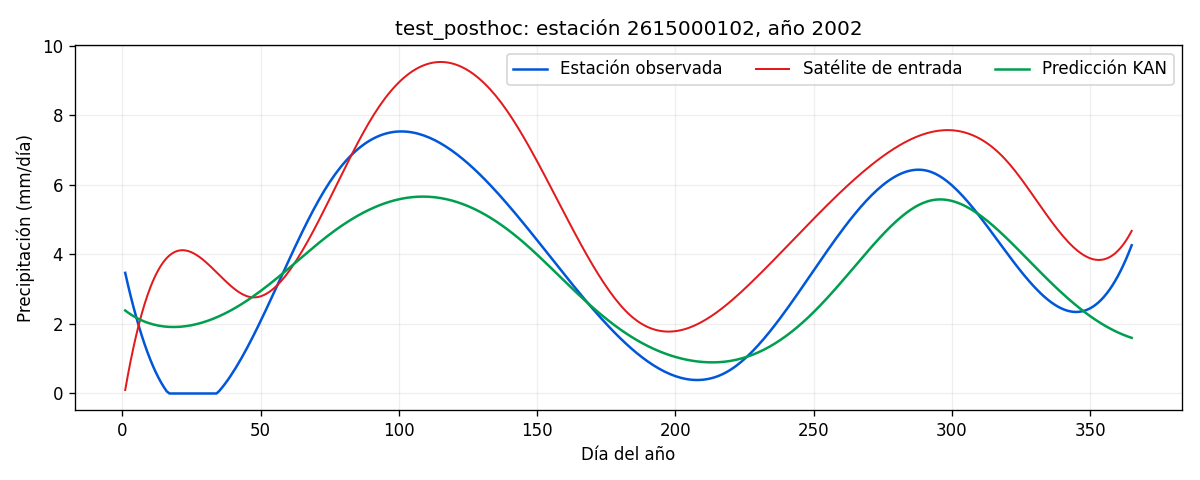 test_posthoc: estación 2615000102, año 2002
Estación observada Satélite de entrada Predicción KAN
Precipitación (mm/día)
10
8
6
4
2
0
0 50 100 150 200 250 300 350
Día del año